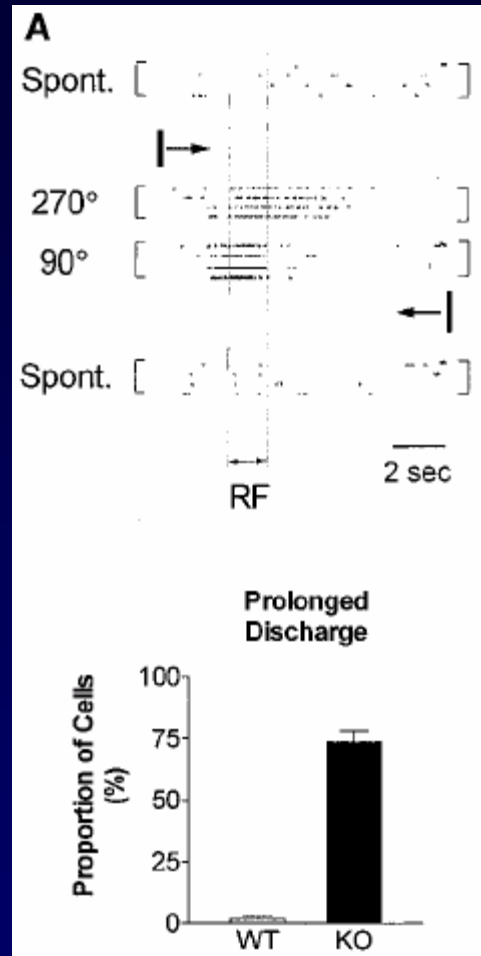 A
Spont.
270°
90°
Spont.
2 sec
RF
Prolonged
Discharge
Proportion of Cells
(%)
100
75
50
25
0
WT
KO